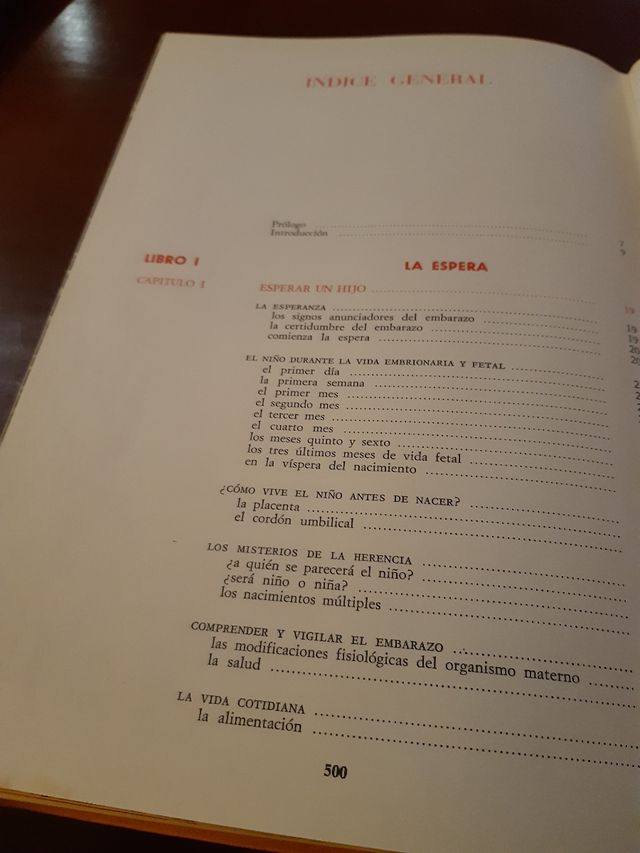 INDICE GENERAL
Prólogo ........ 7
Introducción ........ 9
LIBRO I LA ESPERA
CAPITULO I ESPERAR UN HIJO ........ 19
LA ESPERANZA ........ 19
los signos anunciadores del embarazo ........ 19
la certidumbre del embarazo ........ 20
comienza la espera ........ 20
EL NIÑO DURANTE LA VIDA EMBRIONARIA Y FETAL ........
el primer día ........
la primera semana ........
el primer mes ........
el segundo mes ........
el tercer mes ........
el cuarto mes ........
los meses quinto y sexto ........
los tres últimos meses de vida fetal ........
en la víspera del nacimiento ........
¿CÓMO VIVE EL NIÑO ANTES DE NACER? ........
la placenta ........
el cordón umbilical ........
LOS MISTERIOS DE LA HERENCIA ........
¿a quién se parecerá el niño? ........
¿será niño o niña? ........
los nacimientos múltiples ........
COMPRENDER Y VIGILAR EL EMBARAZO ........
las modificaciones fisiológicas del organismo materno ........
la salud ........
LA VIDA COTIDIANA ........
la alimentación ........
500